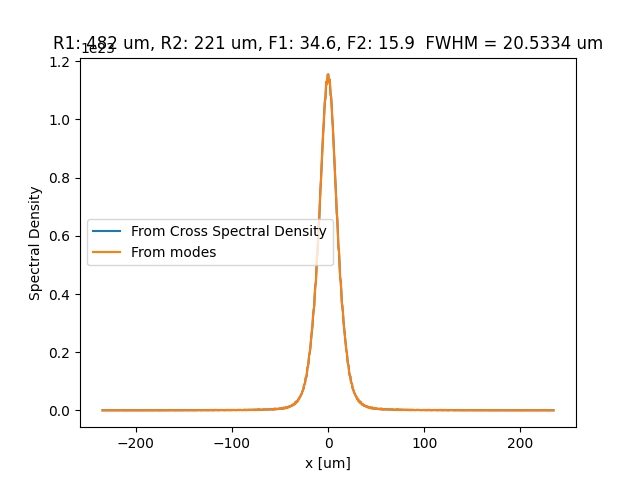 R1: 482 um, R2: 221 um, F1: 34.6, F2: 15.9  FWHM = 20.5334 um
1e23
1.2
1.0
0.8
0.6
0.4
0.2
0.0
Spectral Density
From Cross Spectral Density
From modes
−200
−100
0
100
200
x [um]